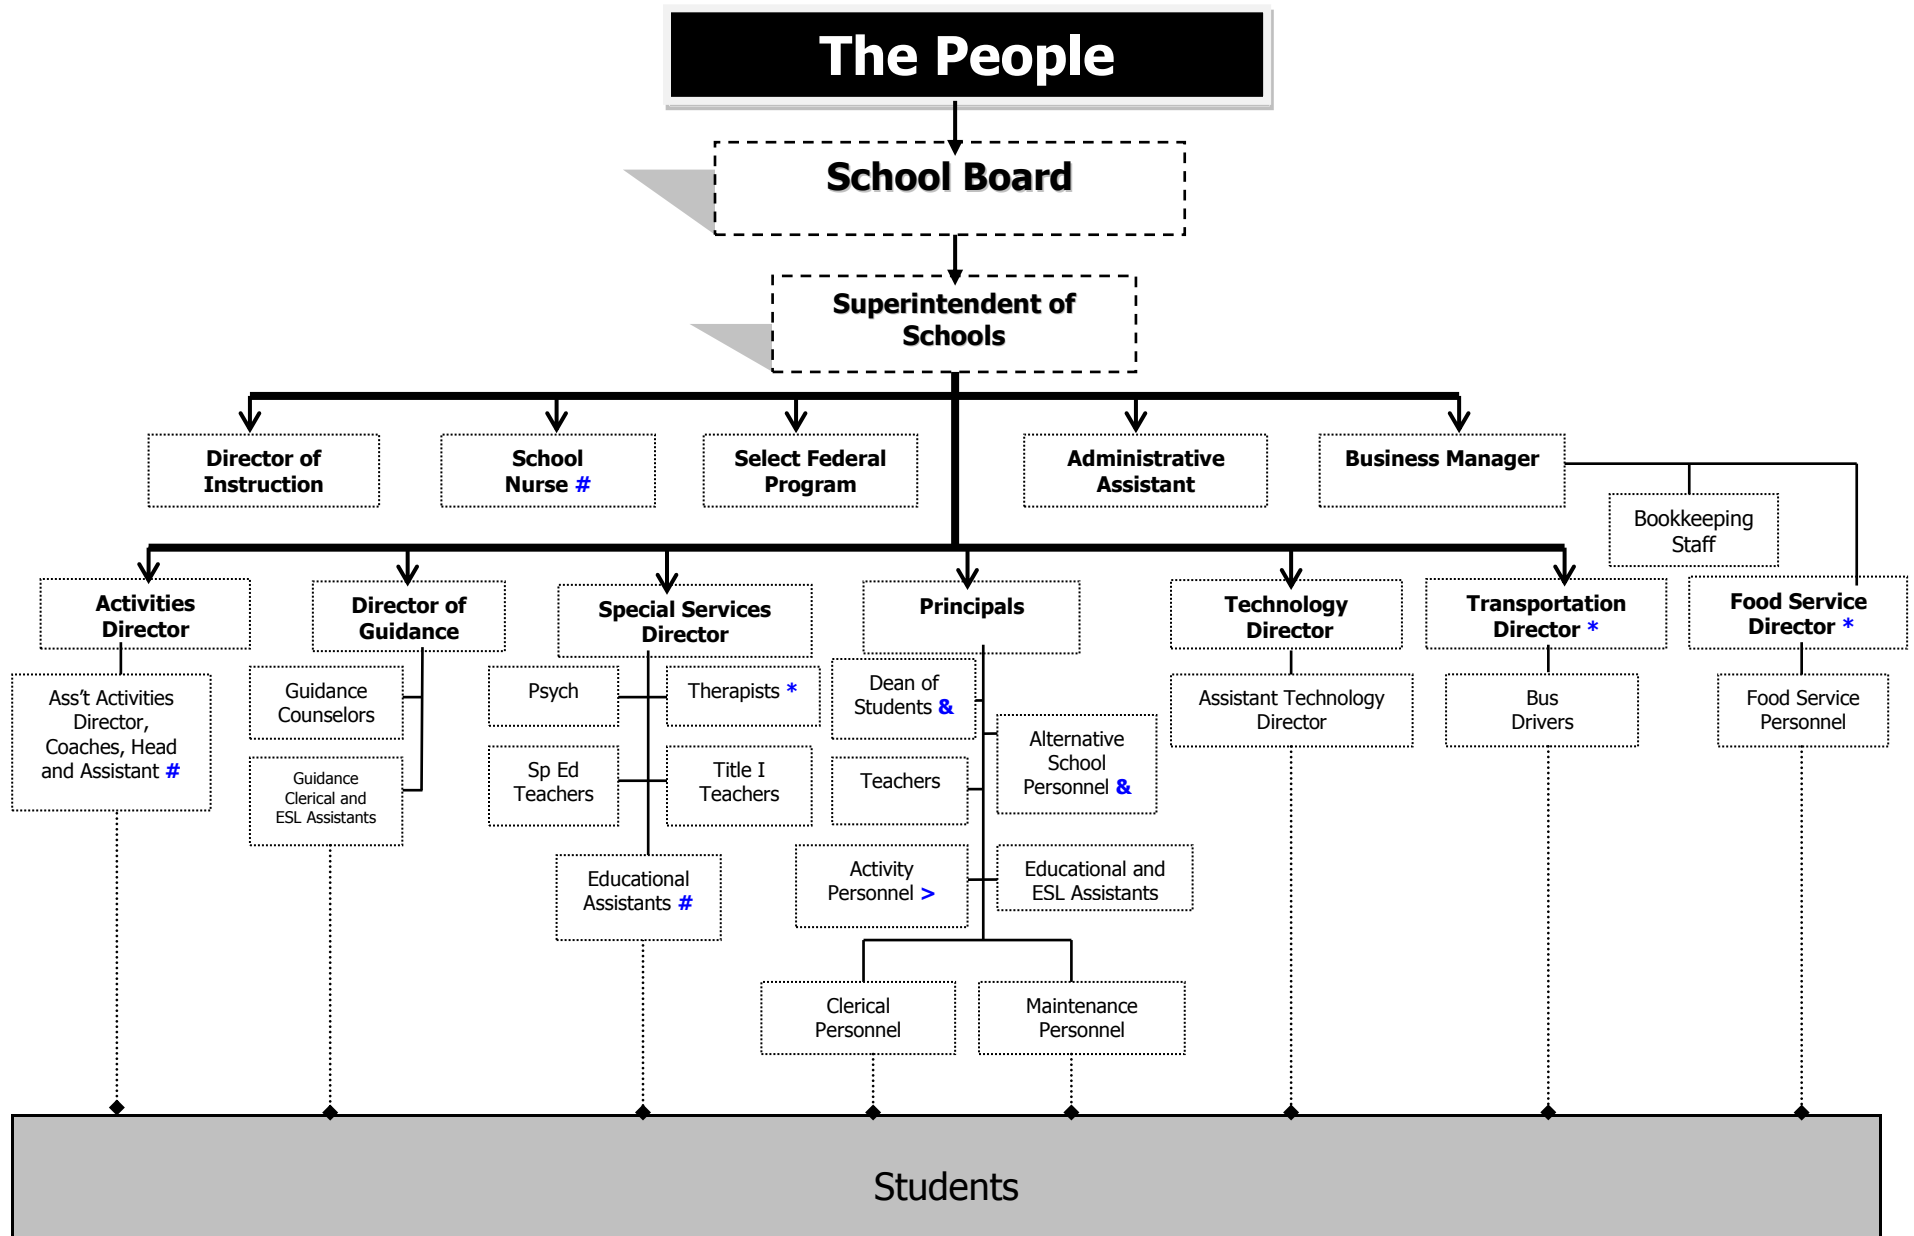 The People
School Board
Superintendent of
Schools
Director of
Instruction
School
Nurse #
Select Federal
Program
Administrative
Assistant
Business Manager
Bookkeeping
Staff
Activities
Director
Director of
Guidance
Special Services
Director
Principals
Technology
Director
Transportation
Director *
Food Service
Director *
Ass't Activities
Director,
Coaches, Head
and Assistant #
Guidance
Counselors
Guidance
Clerical and
ESL Assistants
Psych
Therapists *
Sp Ed
Teachers
Title I
Teachers
Educational
Assistants #
Dean of
Students &
Alternative
School
Personnel &
Teachers
Activity
Personnel >
Educational and
ESL Assistants
Clerical
Personnel
Maintenance
Personnel
Assistant Technology
Director
Bus
Drivers
Food Service
Personnel
Students